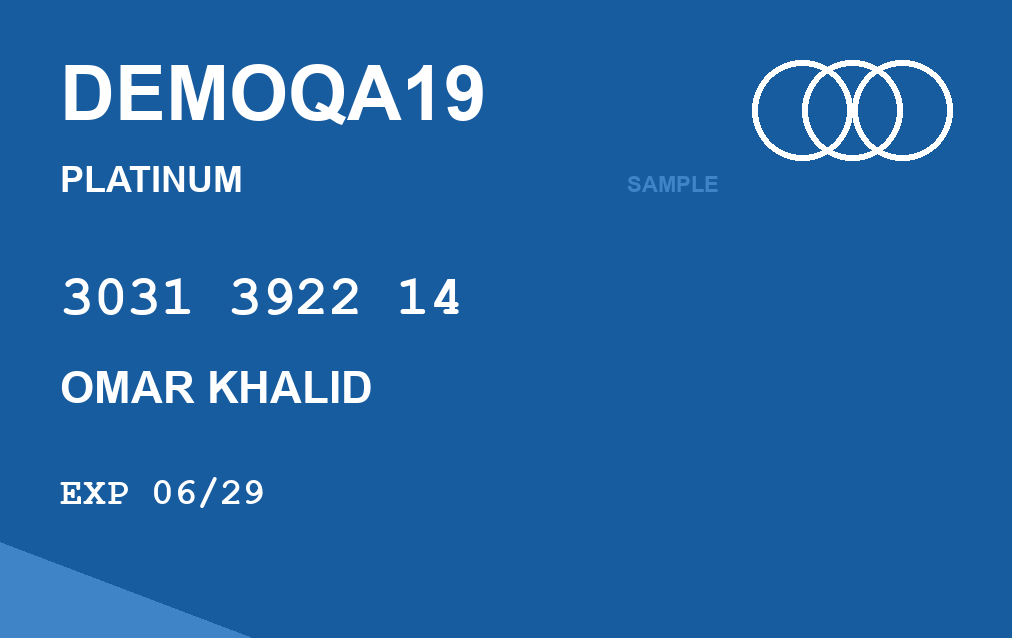 DEMOQA19
PLATINUM
SAMPLE
3031 3922 14
OMAR KHALID
EXP 06/29